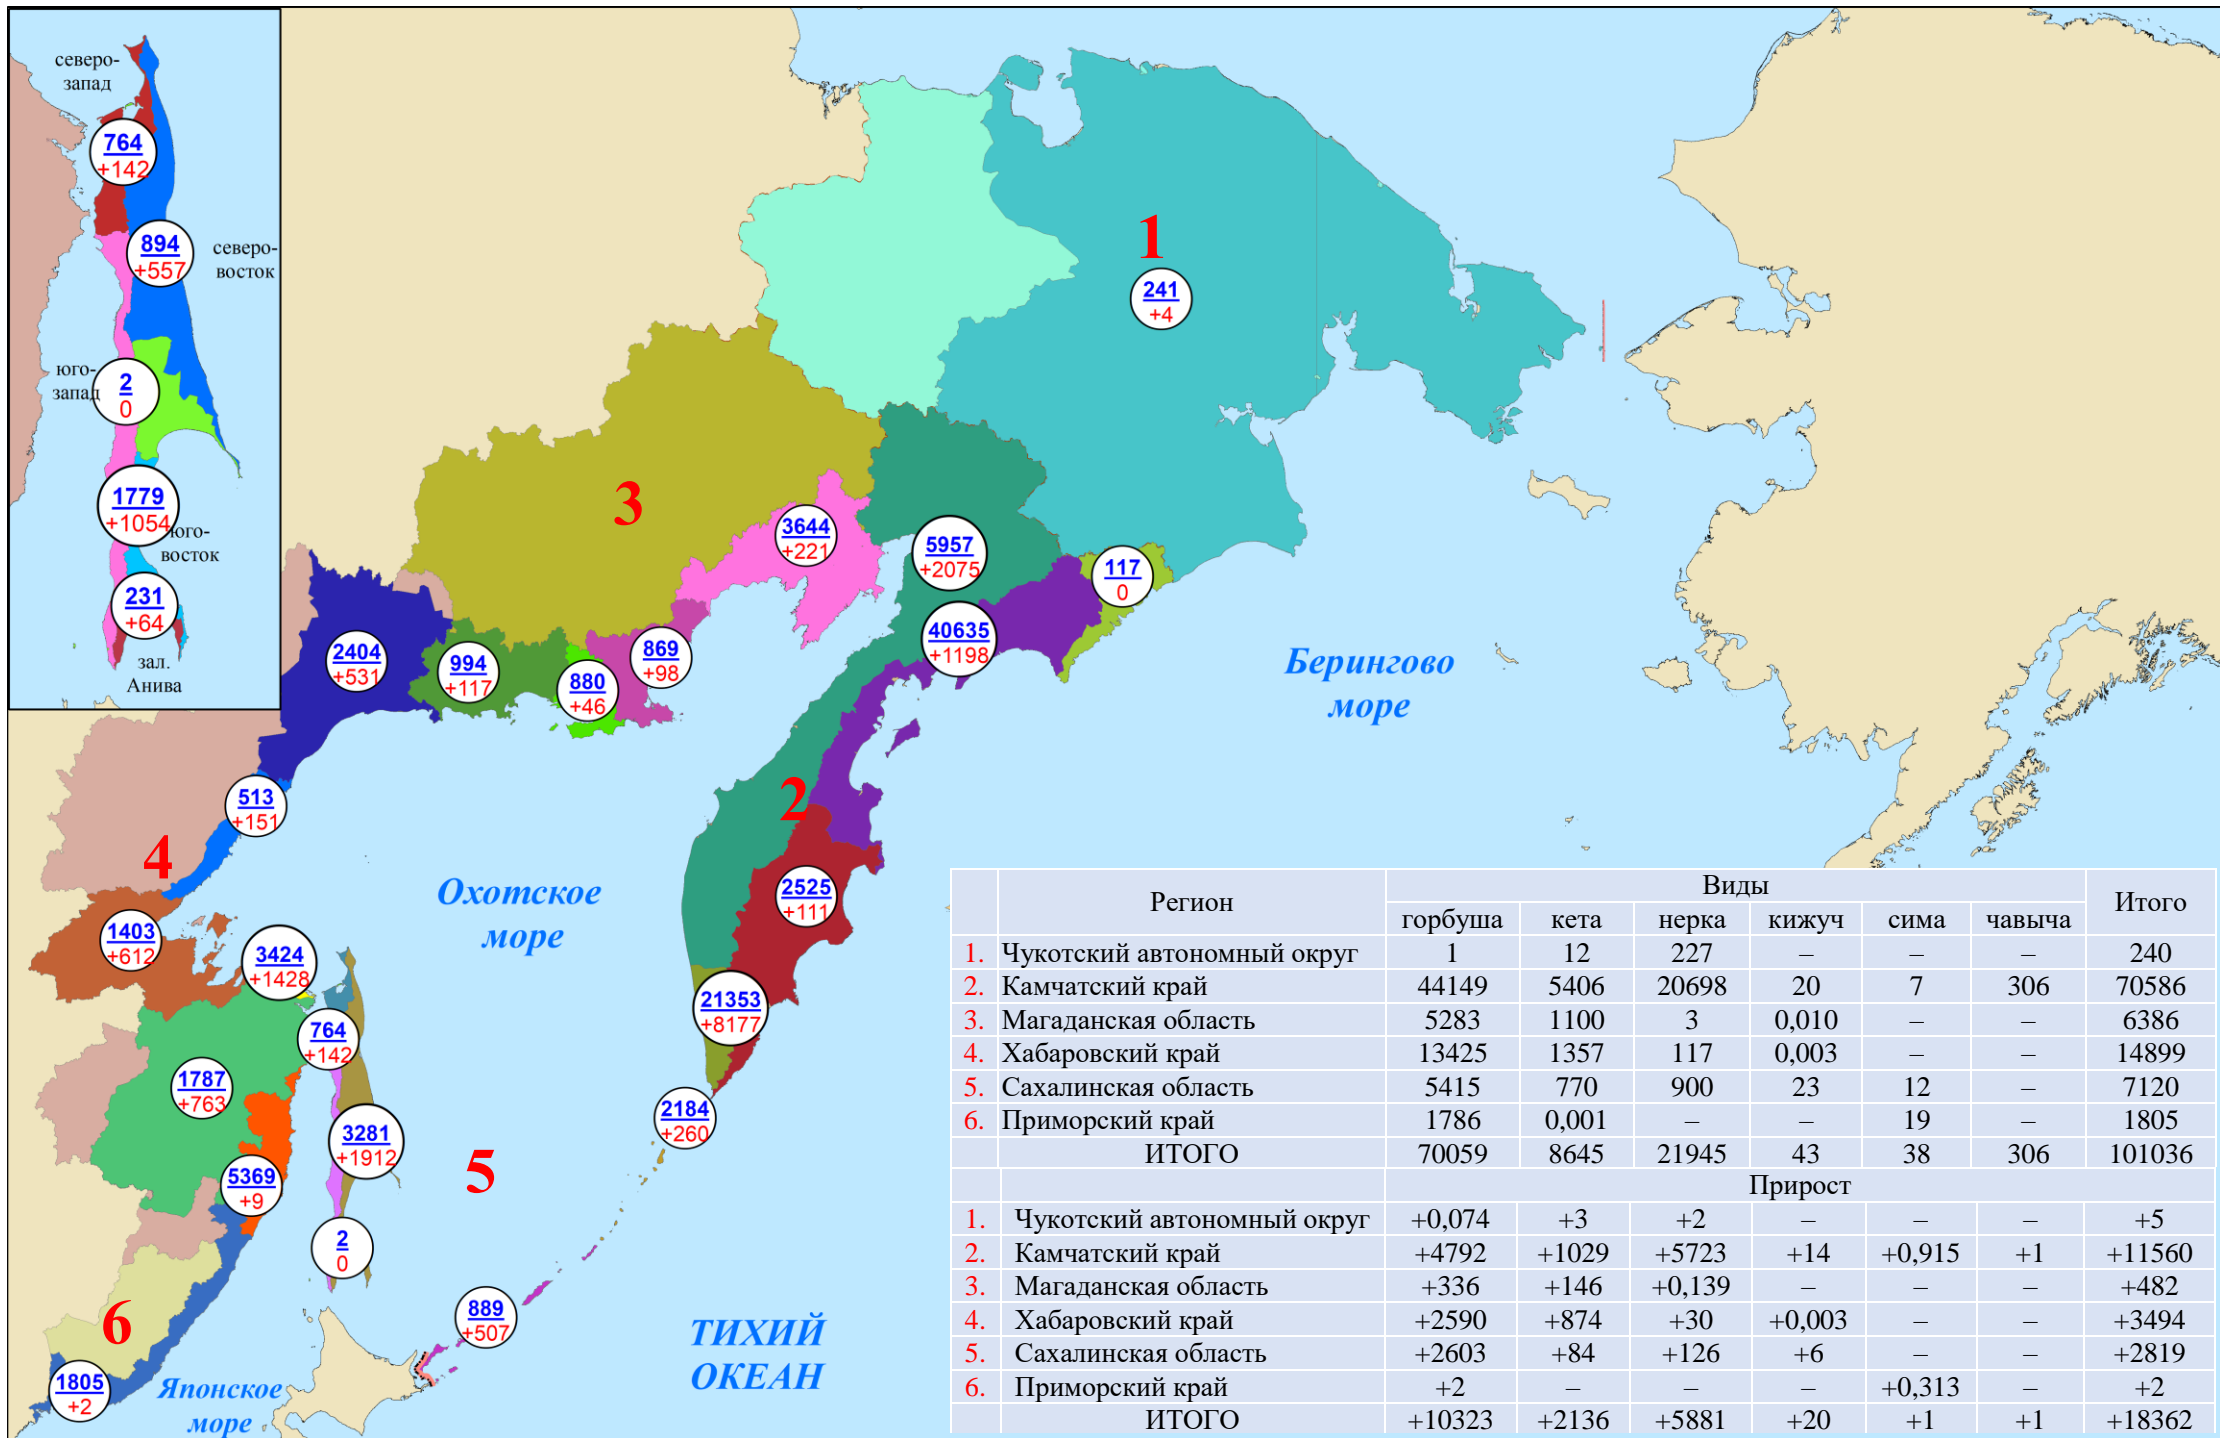 северо-
запад
764
+142
894
+557
северо-
восток
юго-
запад
2
0
1779
+1054
юго-
восток
231
+64
зал.
Анива
1
241
+4
3
3644
+221
5957
+2075
117
0
40635
+1198
2404
+531
994
+117
880
+46
869
+98
Берингово
море
513
+151
4
2
Охотское
море
2525
+111
1403
+612
3424
+1428
21353
+8177
764
+142
1787
+763
2184
+260
3281
+1912
5
5369
+9
2
0
6
889
+507
ТИХИЙ
ОКЕАН
1805
+2
Японское
море
Регион Виды Итого
горбуша кета нерка кижуч сима чавыча
1. Чукотский автономный округ 1 12 227 – – – 240
2. Камчатский край 44149 5406 20698 20 7 306 70586
3. Магаданская область 5283 1100 3 0,010 – – 6386
4. Хабаровский край 13425 1357 117 0,003 – – 14899
5. Сахалинская область 5415 770 900 23 12 – 7120
6. Приморский край 1786 0,001 – – 19 – 1805
ИТОГО 70059 8645 21945 43 38 306 101036
Прирост
1. Чукотский автономный округ +0,074 +3 +2 – – – +5
2. Камчатский край +4792 +1029 +5723 +14 +0,915 +1 +11560
3. Магаданская область +336 +146 +0,139 – – – +482
4. Хабаровский край +2590 +874 +30 +0,003 – – +3494
5. Сахалинская область +2603 +84 +126 +6 – – +2819
6. Приморский край +2 – – – +0,313 – +2
ИТОГО +10323 +2136 +5881 +20 +1 +1 +18362